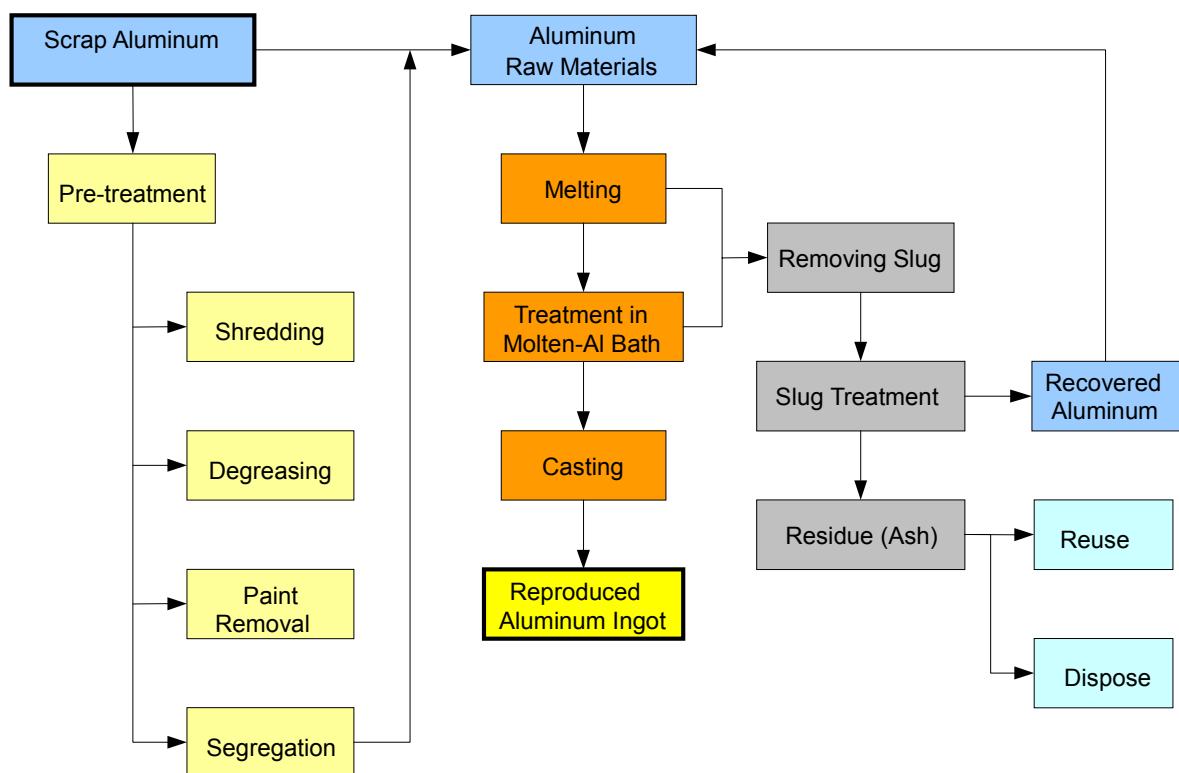 Scrap Aluminum
Aluminum
Raw Materials
Pre-treatment
Melting
Removing Slug
Shredding
Treatment in
Molten-Al Bath
Slug Treatment
Recovered
Aluminum
Degreasing
Casting
Residue (Ash)
Reuse
Paint
Removal
Reproduced
Aluminum Ingot
Dispose
Segregation